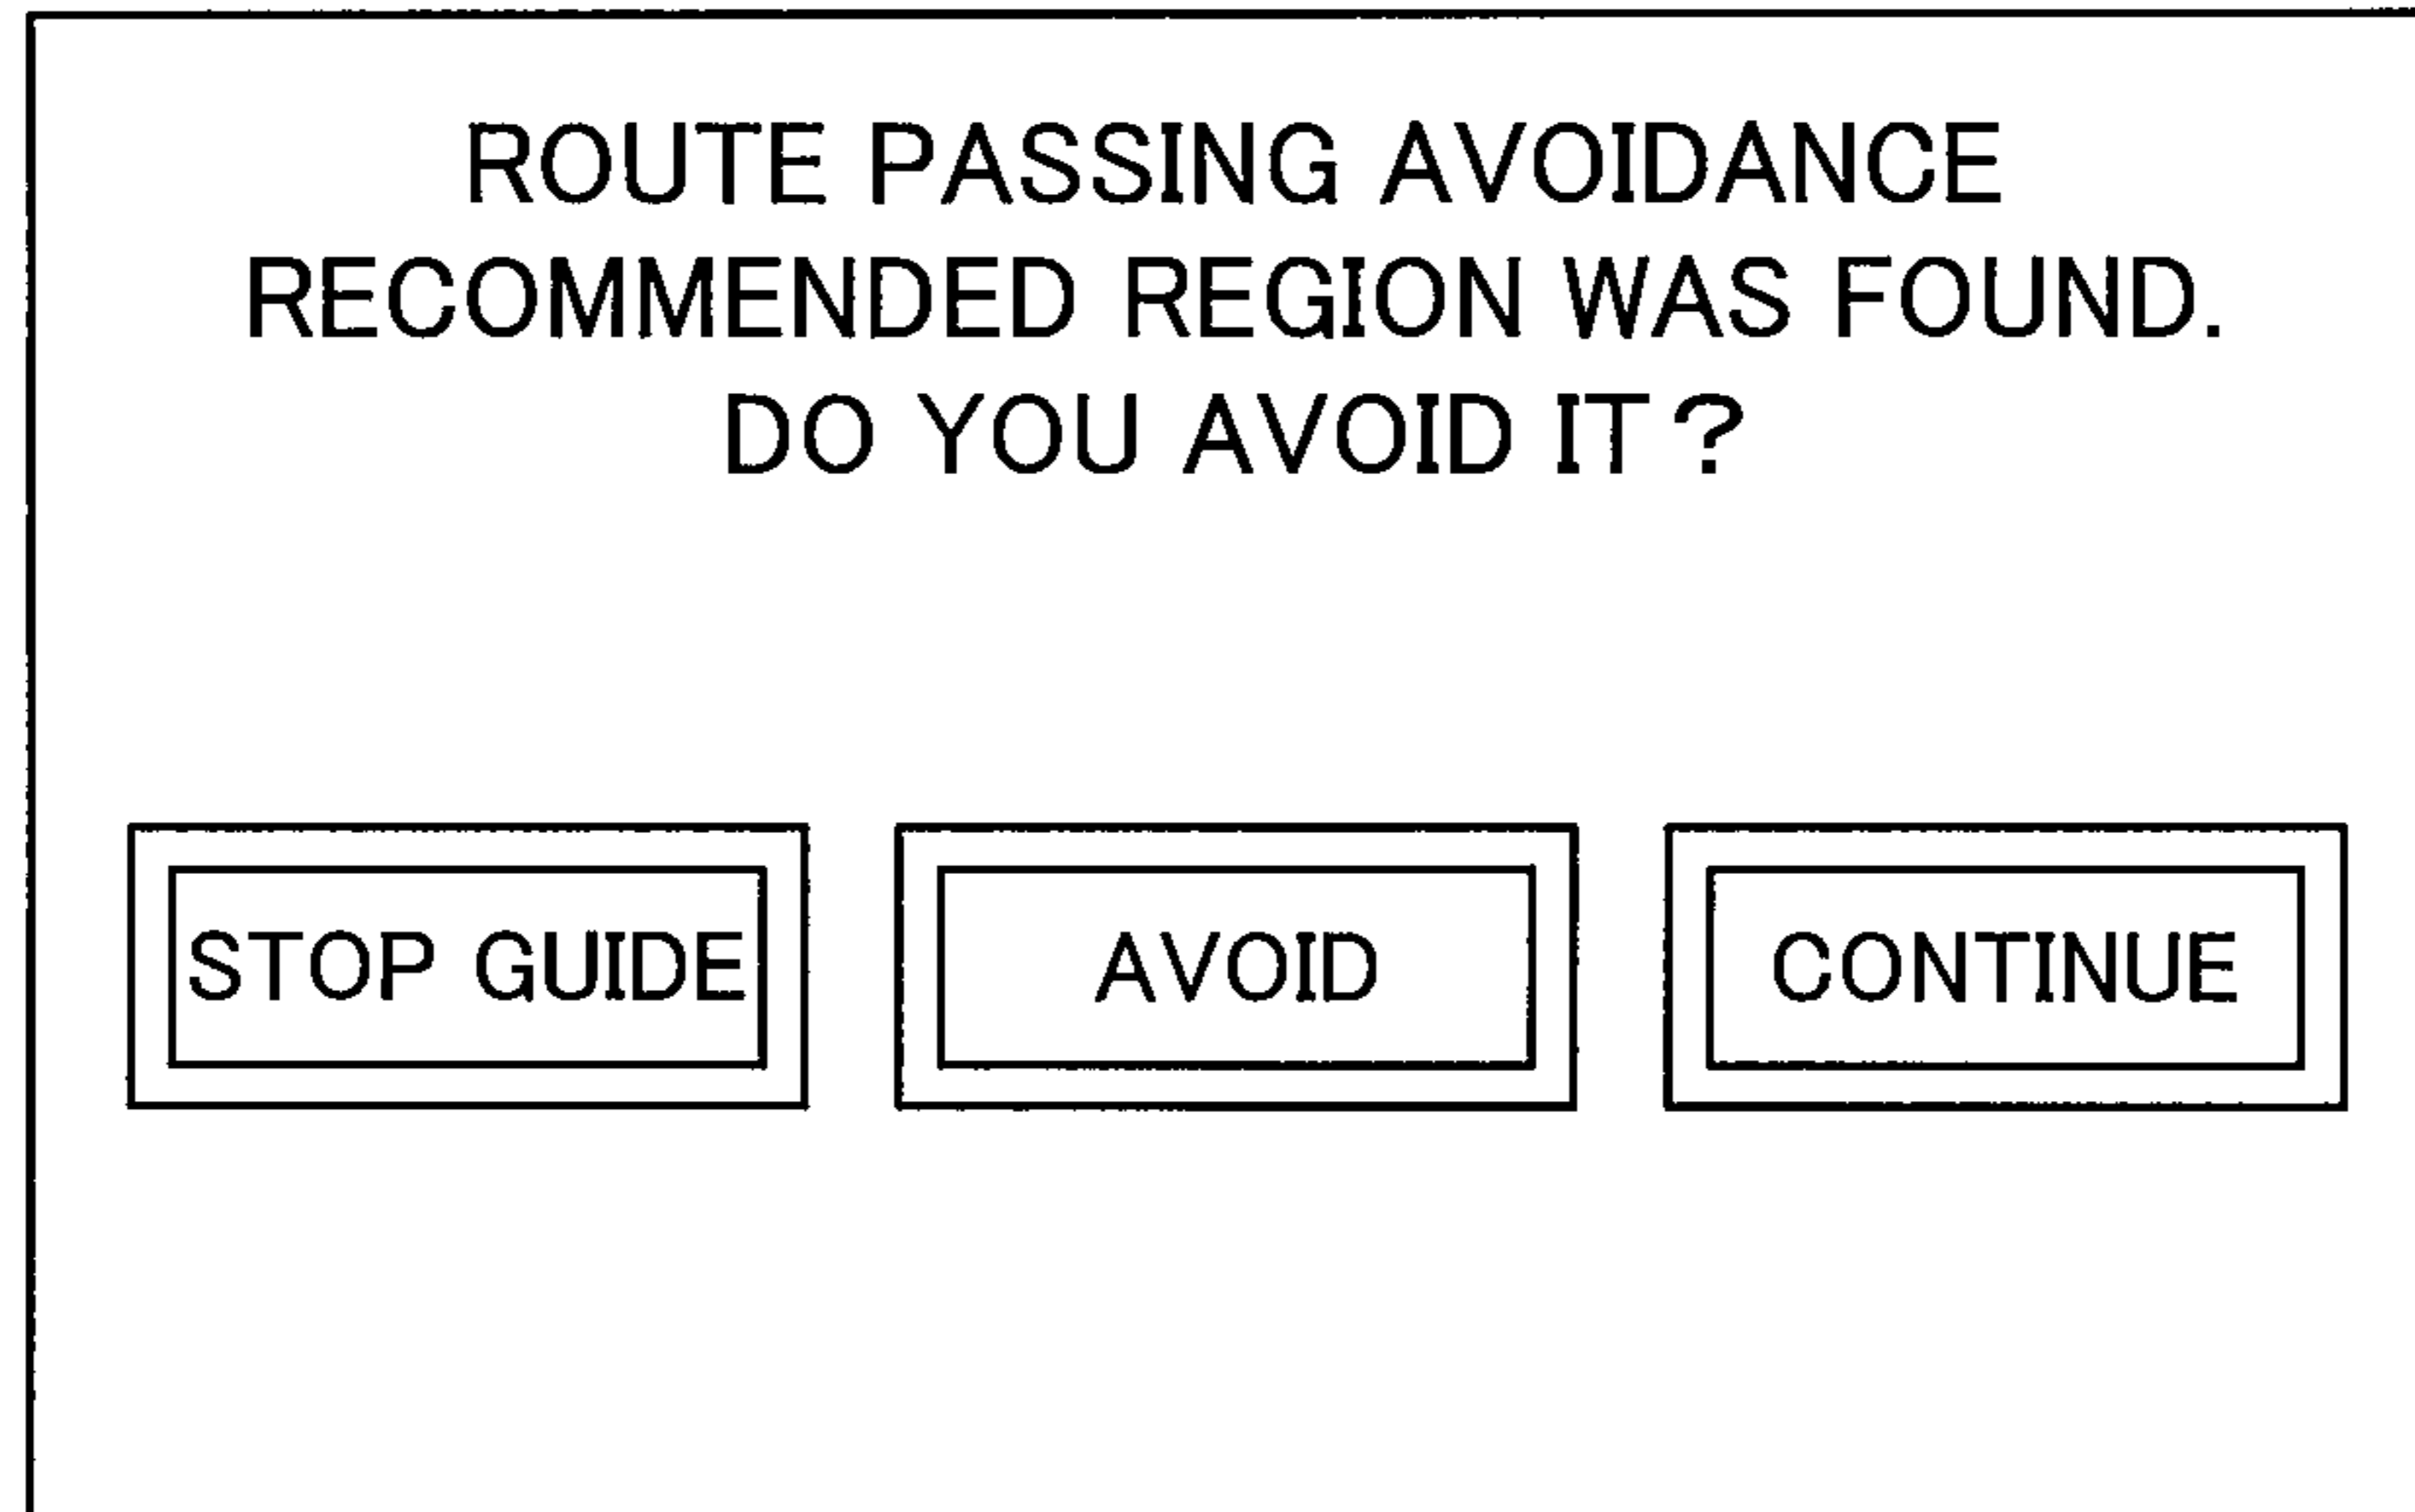 ROUTE PASSING AVOIDANCE
RECOMMENDED REGION WAS FOUND.
DO YOU AVOID IT?
STOP GUIDE
AVOID
CONTINUE